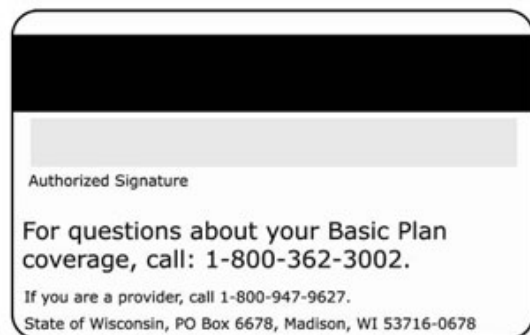 Authorized Signature
For questions about your Basic Plan
coverage, call: 1-800-362-3002.
If you are a provider, call 1-800-947-9627.
State of Wisconsin, PO Box 6678, Madison, WI 53716-0678